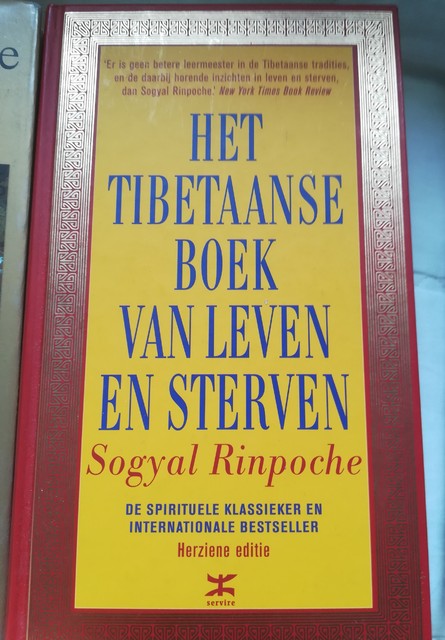 e
'Er is geen betere leermeester in de Tibetaanse tradities,
en de daarbij horende inzichten in leven en sterven,
dan Sogyal Rinpoche.' New York Times Book Review
HET
TIBETAANSE
BOEK
VAN LEVEN
EN STERVEN
Sogyal Rinpoche
DE SPIRITUELE KLASSIEKER EN
INTERNATIONALE BESTSELLER
Herziene editie
servire